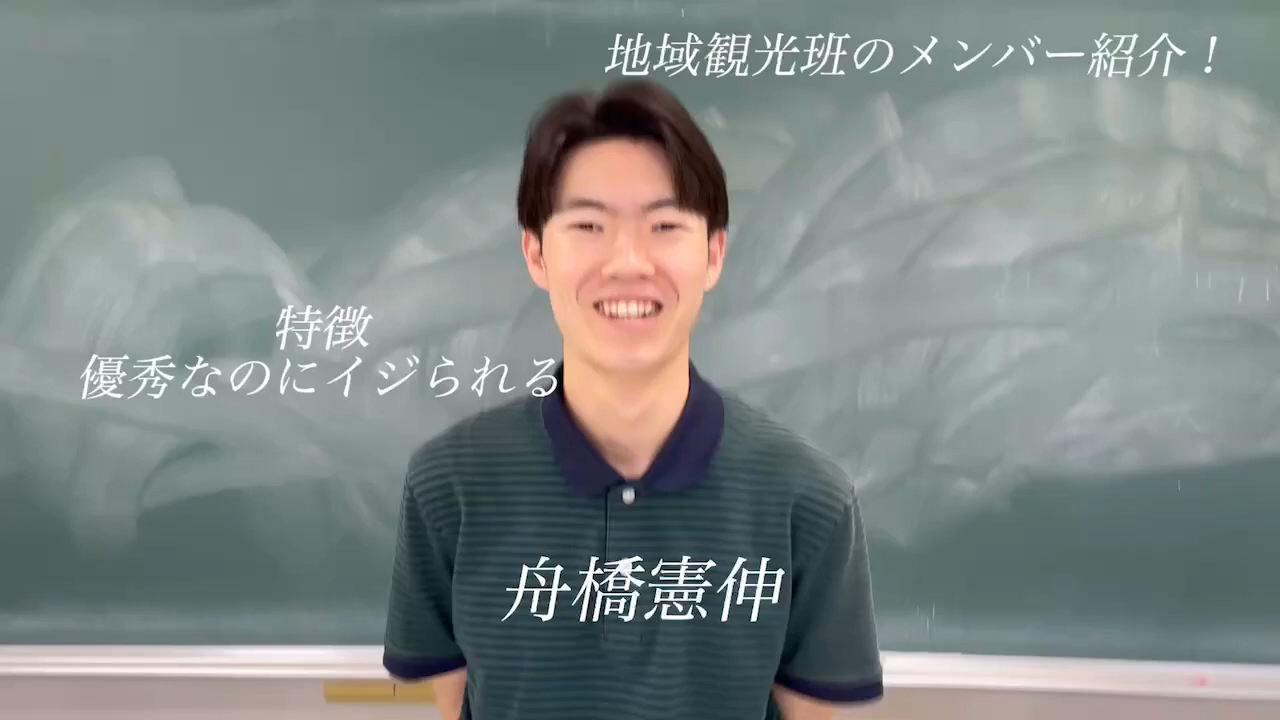 地域観光班のメンバー紹介！
特徴
優秀なのにイジられる
舟橋憲伸